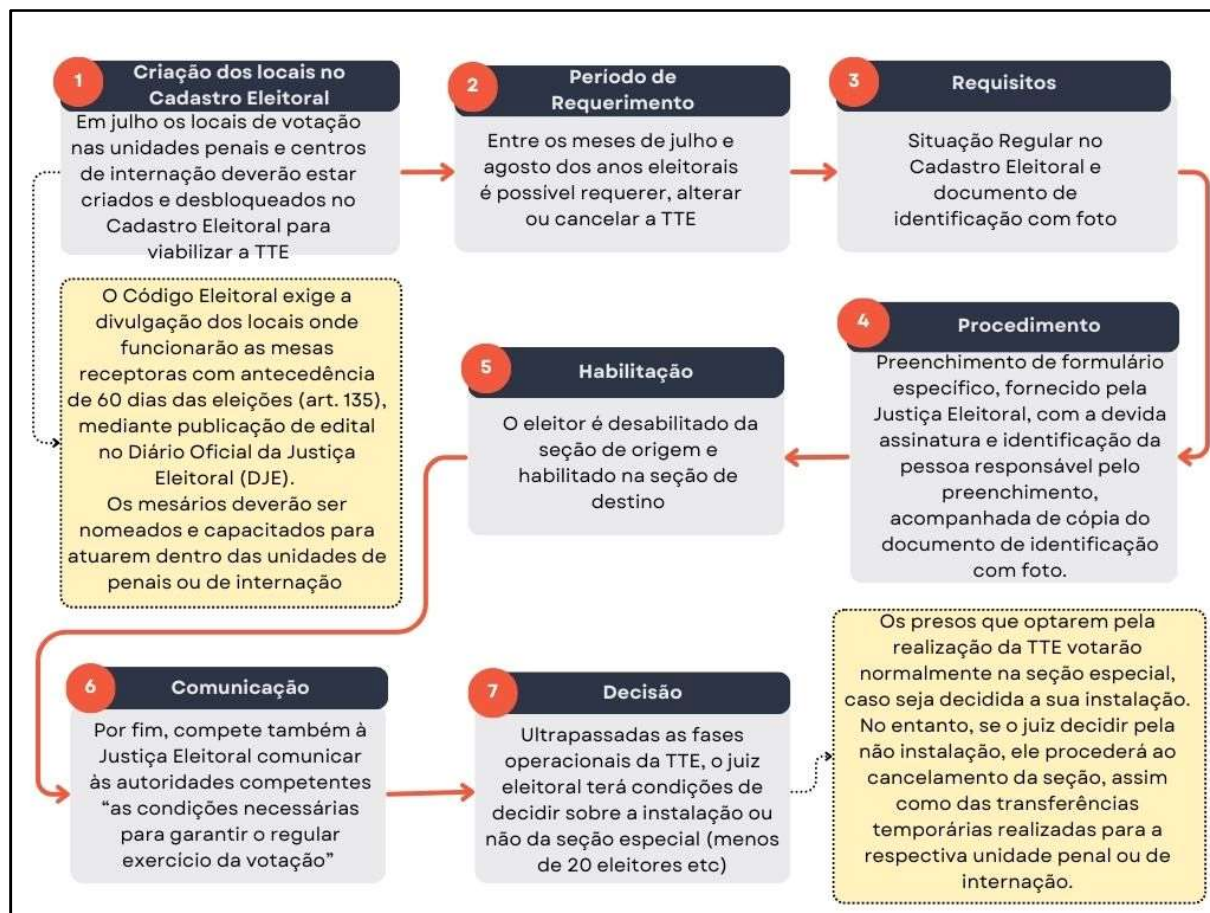 1
Criação dos locais no
Cadastro Eleitoral
Em julho os locais de votação
nas unidades penais e centros
de internação deverão estar
criados e desbloqueados no
Cadastro Eleitoral para
viabilizar a TTE
O Código Eleitoral exige a
divulgação dos locais onde
funcionarão as mesas
receptoras com antecedência
de 60 dias das eleições (art. 135),
mediante publicação de edital
no Diário Oficial da Justiça
Eleitoral (DJE).
Os mesários deverão ser
nomeados e capacitados para
atuarem dentro das unidades de
penais ou de internação
2
Período de
Requerimento
Entre os meses de julho e
agosto dos anos eleitorais
é possível requerer, alterar
ou cancelar a TTE
3
Requisitos
Situação Regular no
Cadastro Eleitoral e
documento de
identificação com foto
4
Procedimento
Preenchimento de formulário
específico, fornecido pela
Justiça Eleitoral, com a devida
assinatura e identificação da
pessoa responsável pelo
preenchimento,
acompanhada de cópia do
documento de identificação
com foto.
5
Habilitação
O eleitor é desabilitado da
seção de origem e
habilitado na seção de
destino
6
Comunicação
Por fim, compete também à
Justiça Eleitoral comunicar
às autoridades competentes
“as condições necessárias
para garantir o regular
exercício da votação”
7
Decisão
Ultrapassadas as fases
operacionais da TTE, o juiz
eleitoral terá condições de
decidir sobre a instalação ou
não da seção especial (menos
de 20 eleitores etc)
Os presos que optarem pela
realização da TTE votarão
normalmente na seção especial,
caso seja decidida a sua instalação.
No entanto, se o juiz decidir pela
não instalação, ele procederá ao
cancelamento da seção, assim
como das transferências
temporárias realizadas para a
respectiva unidade penal ou de
internação.